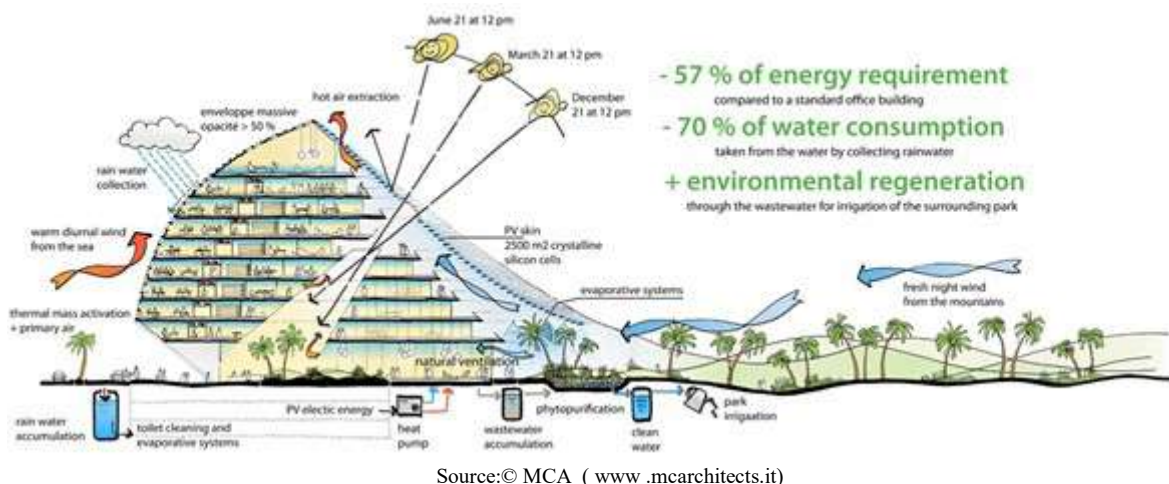 June 21 at 12 pm
March 21 at 12 pm
December
21 at 12 pm
hot air extraction
enveloppe massive
opacité > 50 %
rain water
collection
warm diurnal wind
from the sea
thermal mass activation
+ primary air
- 57 % of energy requirement
compared to a standard office building
- 70 % of water consumption
taken from the water by collecting rainwater
+ environmental regeneration
through the wastewater for irrigation of the surrounding park
PV skin
2500 m2 crystalline
silicon cells
evaporative systems
fresh night wind
from the mountains
natural ventilation
rain water
accumulation
toilet cleaning and
evaporative systems
PV electic energy
heat
pump
wastewater
accumulation
phytopurification
clean
water
park
irrigaation
Source:© MCA ( www .mcarchitects.it)